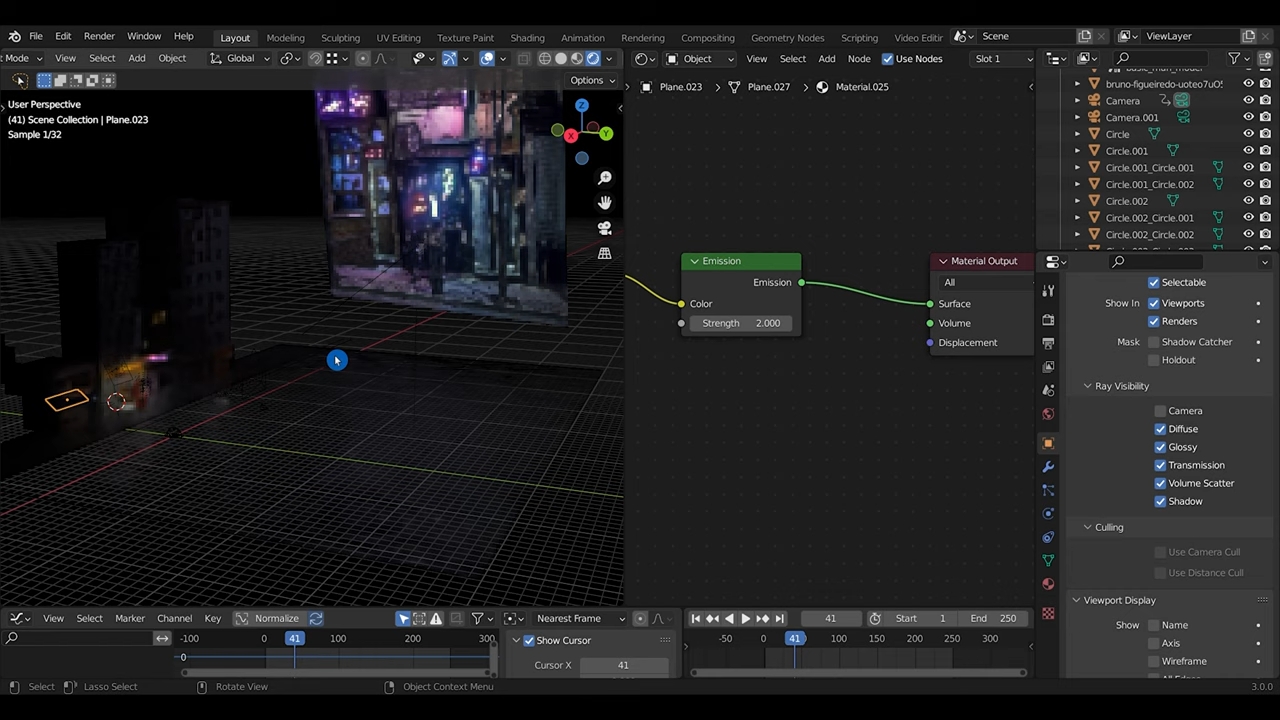 File Edit Render Window Help Layout Modeling Sculpting UV Editing Texture Paint Shading Animation Rendering Compositing Geometry Nodes Scripting Video Edit Scene ViewLayer
Mode View Select Add Object Global Object View Select Add Node Use Nodes Slot 1
Options
Plane.023 Plane.027 Material.025
User Perspective
(41) Scene Collection | Plane.023
Sample 1/32
Z
X
Y
Emission
Emission
Color
Strength 2.000
Material Output
All
Surface
Volume
Displacement
bruno-figueiredo-uoteo7uO5
Camera
Camera.001
Circle
Circle.001
Circle.001_Circle.001
Circle.001_Circle.002
Circle.002
Circle.002_Circle.001
Circle.002_Circle.002
Selectable
Show In Viewports
Renders
Mask Shadow Catcher
Holdout
Ray Visibility
Camera
Diffuse
Glossy
Transmission
Volume Scatter
Shadow
Culling
Use Camera Cull
Use Distance Cull
Viewport Display
Show Name
Axis
Wireframe
View Select Marker Channel Key Normalize Nearest Frame 41 Start 1 End 250
-100 0 41 100 200 300
0
Show Cursor
Cursor X 41
-50 0 41 100 150 200 250 300
Select Lasso Select Rotate View Object Context Menu 3.0.0